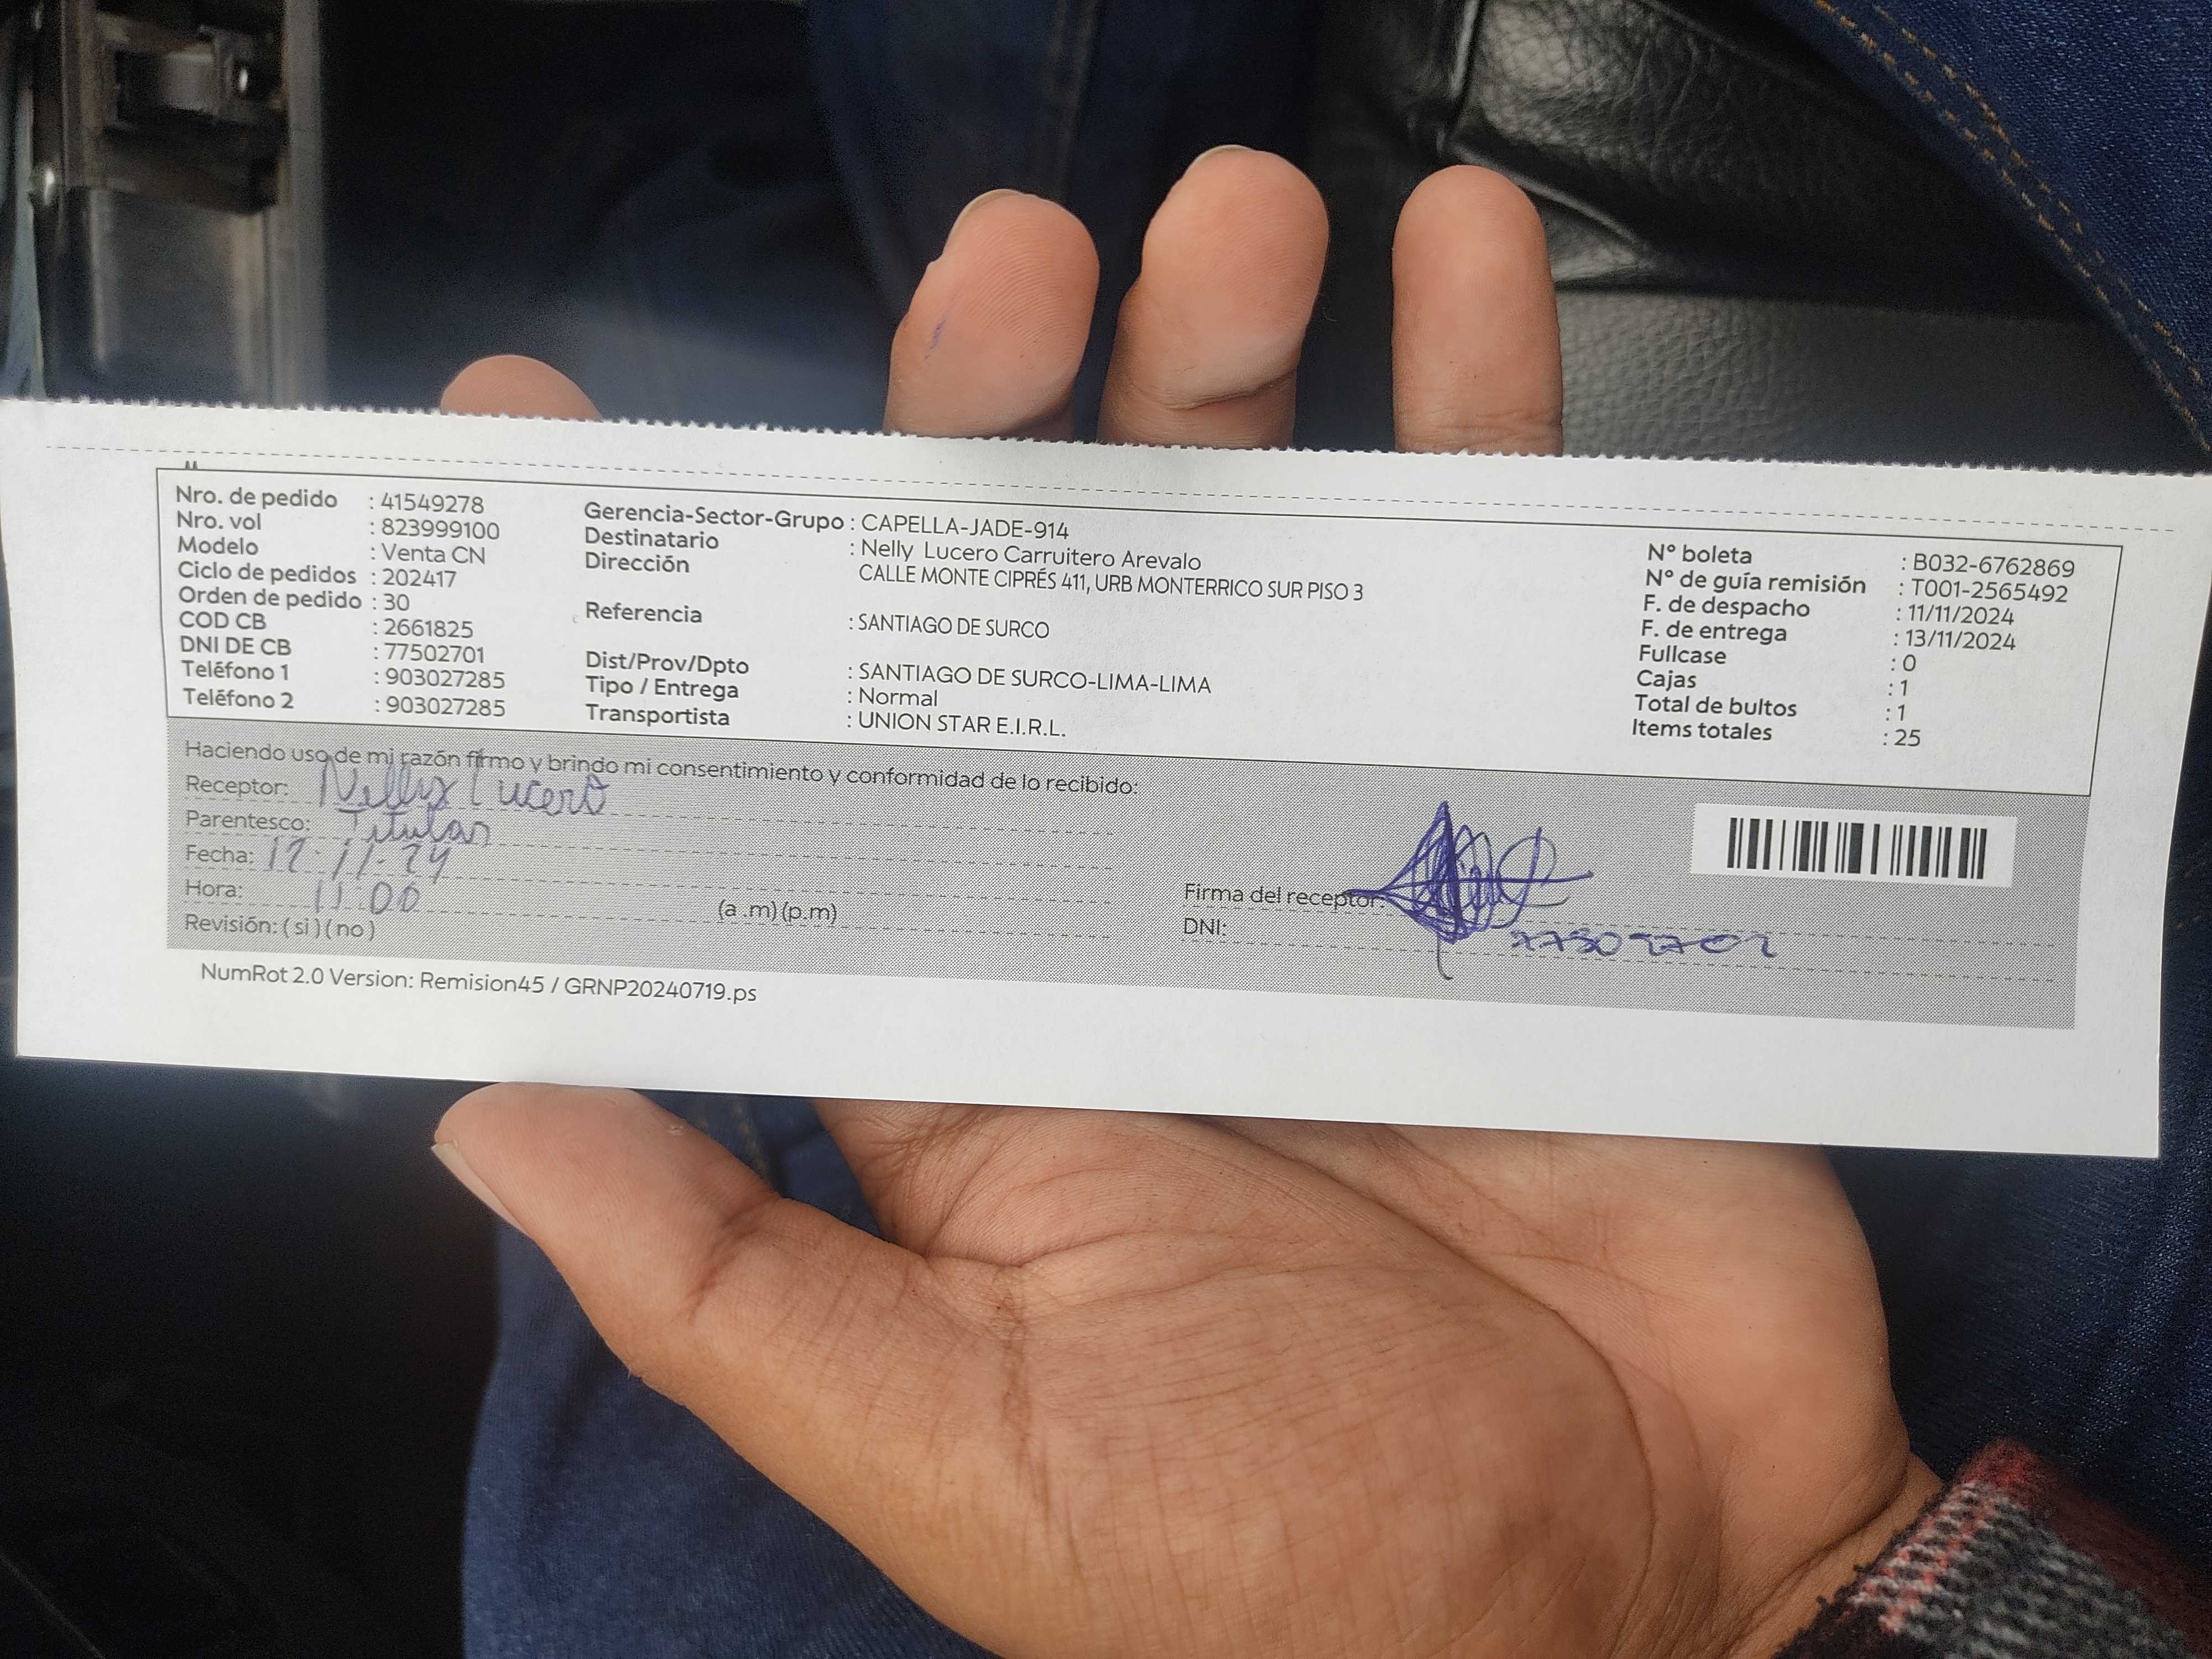 Nro. de pedido : 41549278
Nro. vol : 823999100
Modelo : Venta CN
Ciclo de pedidos : 202417
Orden de pedido : 30
COD CB : 2661825
DNI DE CB : 77502701
Teléfono 1 : 903027285
Teléfono 2 : 903027285
Gerencia-Sector-Grupo : CAPELLA-JADE-914
Destinatario : Nelly Lucero Carruitero Arevalo
Dirección CALLE MONTE CIPRÉS 411, URB MONTERRICO SUR PISO 3
Referencia : SANTIAGO DE SURCO
Dist/Prov/Dpto : SANTIAGO DE SURCO-LIMA-LIMA
Tipo / Entrega : Normal
Transportista : UNION STAR E.I.R.L.
N° boleta : B032-6762869
N° de guía remisión : T001-2565492
F. de despacho : 11/11/2024
F. de entrega : 13/11/2024
Fullcase : 0
Cajas : 1
Total de bultos : 1
Items totales : 25
Haciendo uso de mi razón firmo y brindo mi consentimiento y conformidad de lo recibido:
Receptor: Nelly Lucero
Parentesco: Titular
Fecha: 12-11-24
Hora: 11:00 (a .m) (p.m)
Revisión: ( si ) ( no )
Firma del receptor:
DNI:
NumRot 2.0 Version: Remision45 / GRNP20240719.ps